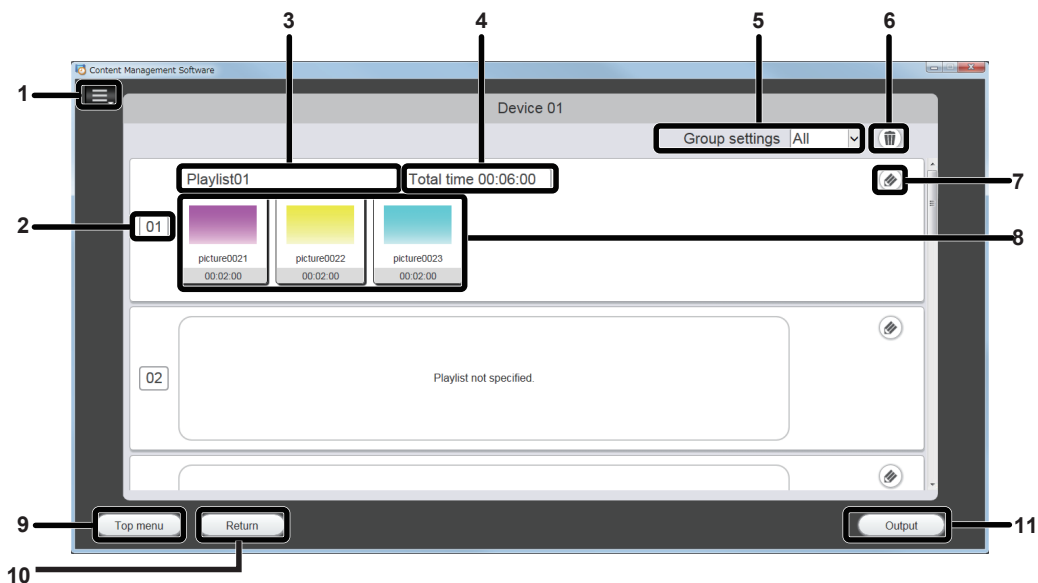 3 4 5 6
Content Management Software
1
Device 01
Group settings All
Playlist01 Total time 00:06:00
7
2
01
8
picture0021 picture0022 picture0023
00:02:00 00:02:00 00:02:00
02
Playlist not specified.
9
Top menu Return Output
11
10